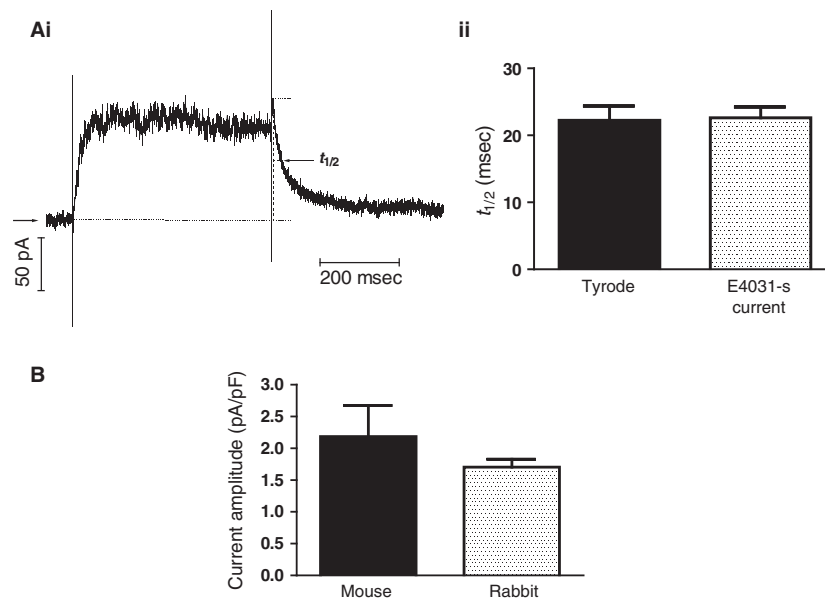 Ai
t1/2
50 pA
200 msec
ii
30
20
10
0
t1/2 (msec)
Tyrode
E4031-s
current
B
Current amplitude (pA/pF)
3.0
2.5
2.0
1.5
1.0
0.5
0.0
Mouse
Rabbit